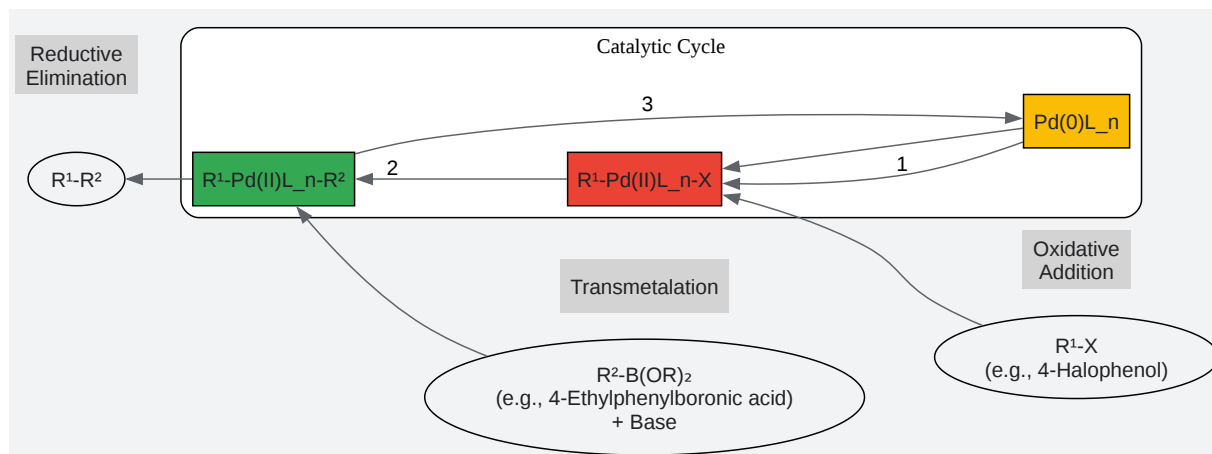 Reductive
Elimination
Catalytic Cycle
3
Pd(0)L_n
1
2
R¹-R²
R¹-Pd(II)L_n-R²
R¹-Pd(II)L_n-X
Transmetalation
Oxidative
Addition
R²-B(OR)₂
(e.g., 4-Ethylphenylboronic acid)
+ Base
R¹-X
(e.g., 4-Halophenol)